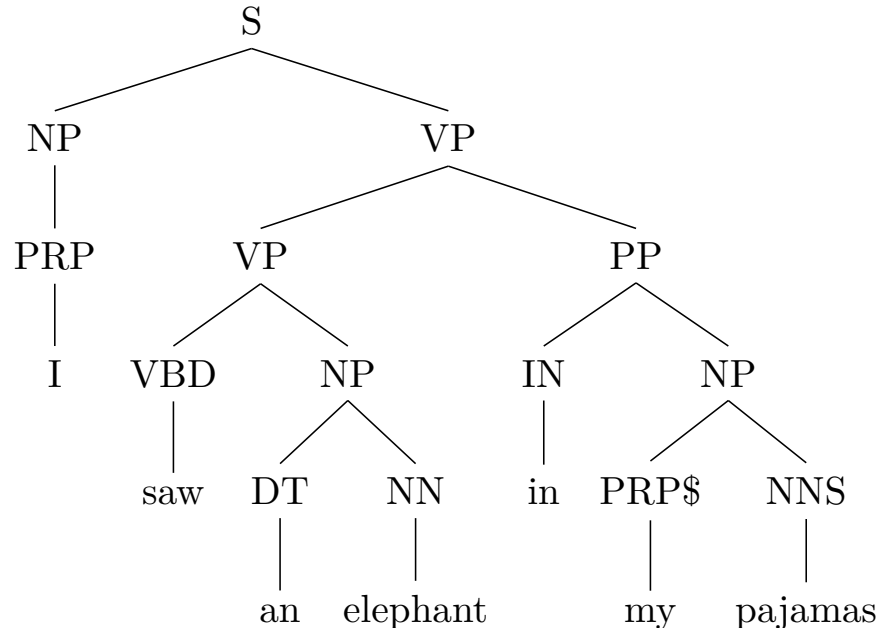 S
NP VP
PRP VP PP
I VBD NP IN NP
saw DT NN in PRP$ NNS
an elephant my pajamas